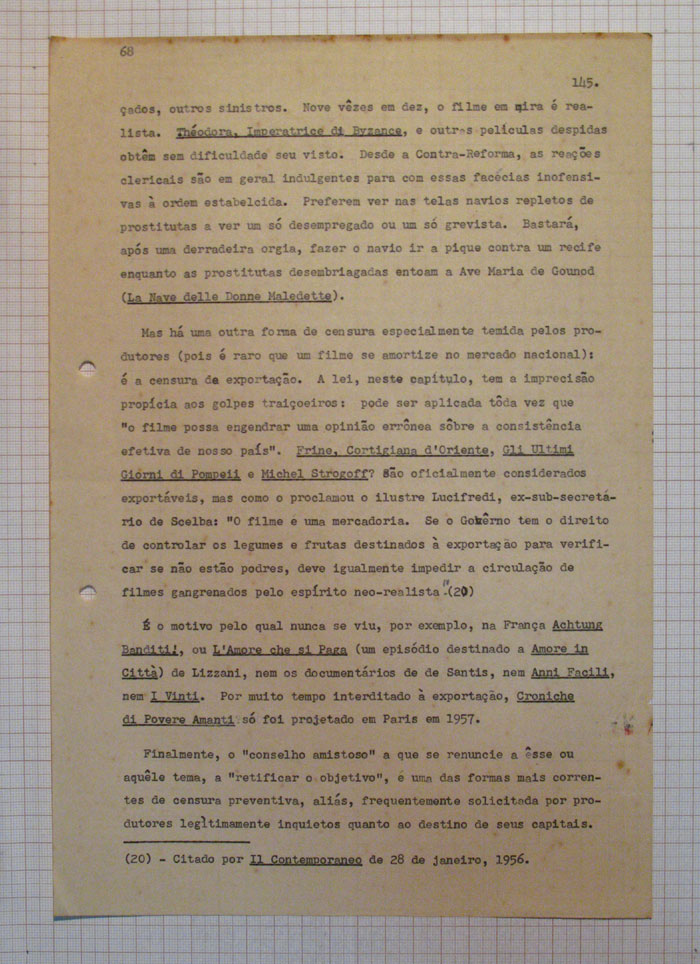 68
145.
çados, outros sinistros. Nove vêzes em dez, o filme em mira é rea-
lista. Théodora, Imperatrice di Byzance, e outras películas despidas
obtêm sem dificuldade seu visto. Desde a Contra-Reforma, as reações
clericais são em geral indulgentes para com essas facécias inofensi-
vas à ordem estabelcida. Preferem ver nas telas navios repletos de
prostitutas a ver um só desempregado ou um só grevista. Bastará,
após uma derradeira orgia, fazer o navio ir a pique contra um recife
enquanto as prostitutas desembriagadas entoam a Ave Maria de Gounod
(La Nave delle Donne Maledette).
Mas há uma outra forma de censura especialmente temida pelos pro-
dutores (pois é raro que um filme se amortize no mercado nacional):
é a censura de exportação. A lei, neste capítulo, tem a imprecisão
propícia aos golpes traiçoeiros: pode ser aplicada tôda vez que
"o filme possa engendrar uma opinião errônea sôbre a consistência
efetiva de nosso país". Frine, Cortigiana d'Oriente, Gli Ultimi
Giórni di Pompeii e Michel Strogoff? São oficialmente considerados
exportáveis, mas como o proclamou o ilustre Lucifredi, ex-sub-secretá-
rio de Scelba: "O filme e uma mercadoria. Se o Govêrno tem o direito
de controlar os legumes e frutas destinados à exportação para verifi-
car se não estão podres, deve igualmente impedir a circulação de
filmes gangrenados pelo espírito neo-realista".(20)
É o motivo pelo qual nunca se viu, por exemplo, na França Achtung
Banditi!, ou L'Amore che si Paga (um episódio destinado a Amore in
Città) de Lizzani, nem os documentários de de Santis, nem Anni Facili,
nem I Vinti. Por muito tempo interditado à exportação, Croniche
di Povere Amanti só foi projetado em Paris em 1957.
Finalmente, o "conselho amistoso" a que se renuncie a êsse ou
aquêle tema, a "retificar o objetivo", e uma das formas mais corren-
tes de censura preventiva, aliás, frequentemente solicitada por pro-
dutores legìtimamente inquietos quanto ao destino de seus capitais.
(20) - Citado por Il Contemporaneo de 28 de janeiro, 1956.